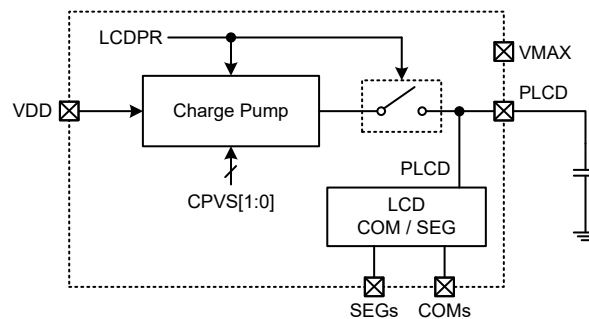 LCDPR
VMAX
PLCD
VDD
Charge Pump
PLCD
CPVS[1:0]
LCD
COM / SEG
SEGs
COMs